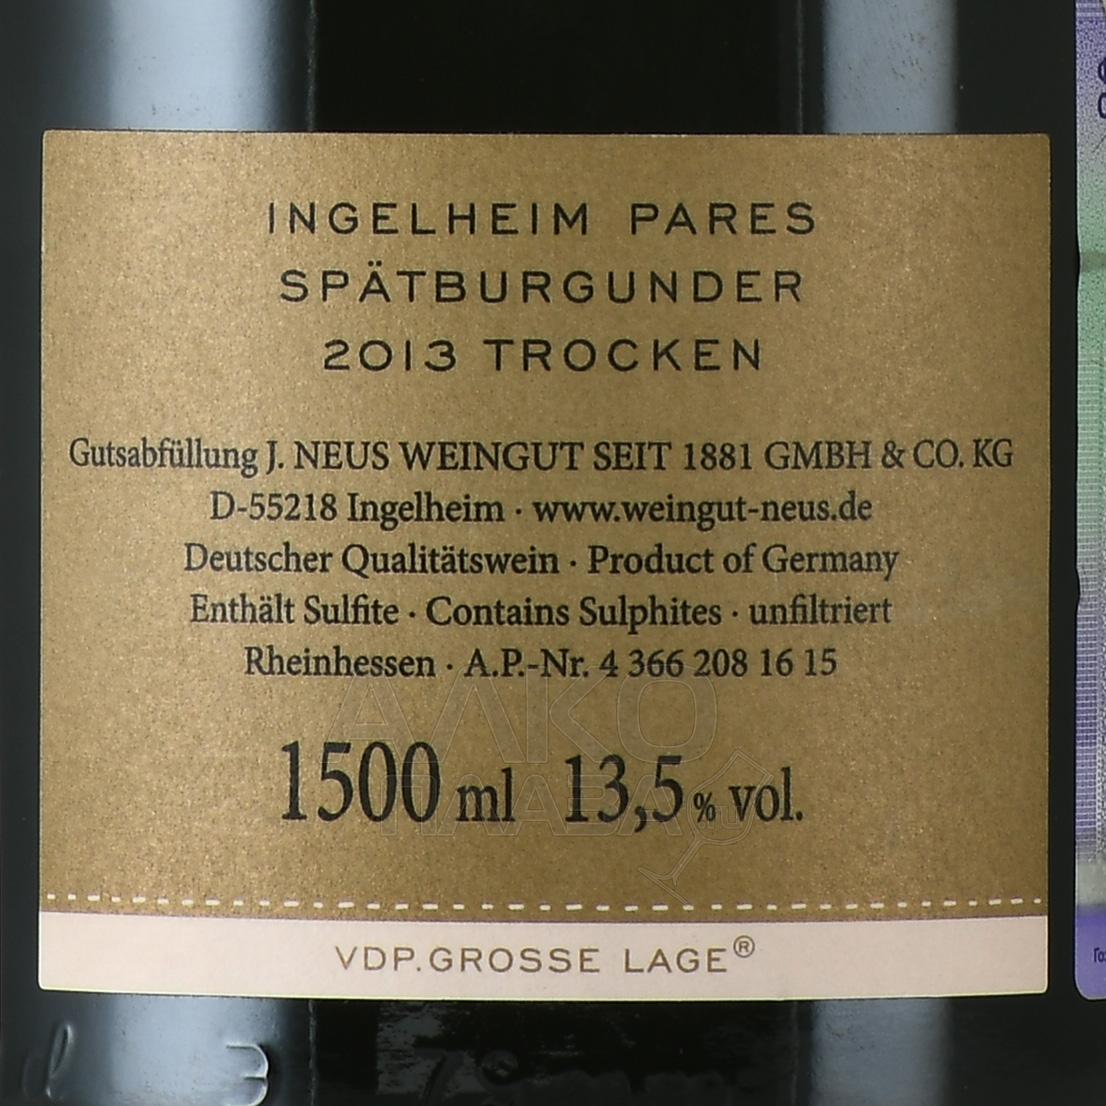 INGELHEIM PARES
SPÄTBURGUNDER
2013 TROCKEN
Gutsabfüllung J. NEUS WEINGUT SEIT 1881 GMBH & CO. KG
D-55218 Ingelheim · www.weingut-neus.de
Deutscher Qualitätswein · Product of Germany
Enthält Sulfite · Contains Sulphites · unfiltriert
Rheinhessen · A.P.-Nr. 4 366 208 16 15
АЛКО
ПЛАЗА
1500 ml 13,5 % vol.
VDP.GROSSE LAGE®